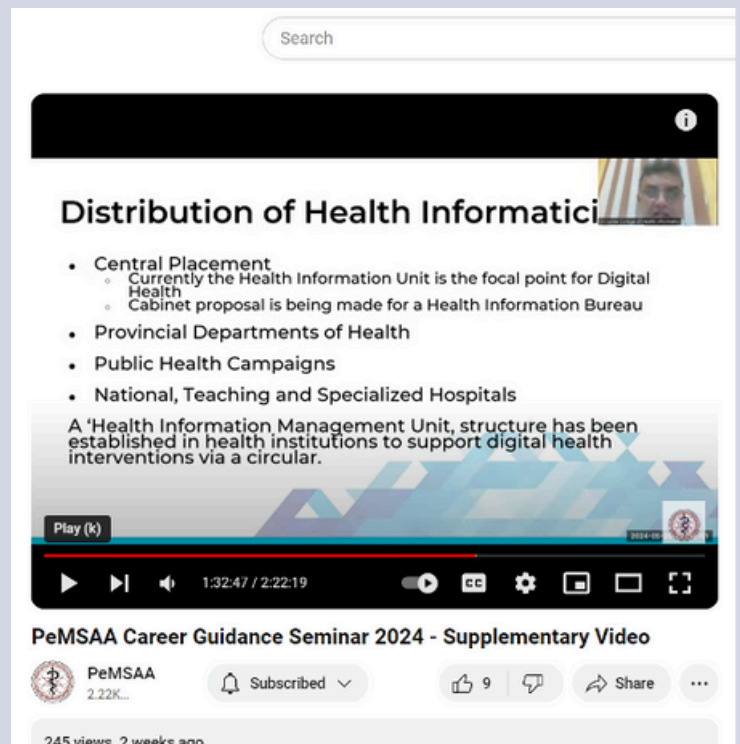 Search
Distribution of Health Informatici
• Central Placement
◦ Currently the Health Information Unit is the focal point for Digital
Health
◦ Cabinet proposal is being made for a Health Information Bureau
• Provincial Departments of Health
• Public Health Campaigns
• National, Teaching and Specialized Hospitals
A ‘Health Information Management Unit, structure has been
established in health institutions to support digital health
interventions via a circular.
Play (k)
1:32:47 / 2:22:19
CC
PeMSAA Career Guidance Seminar 2024 - Supplementary Video
PeMSAA
2.22K...
Subscribed
9
Share
245 views 2 weeks ago